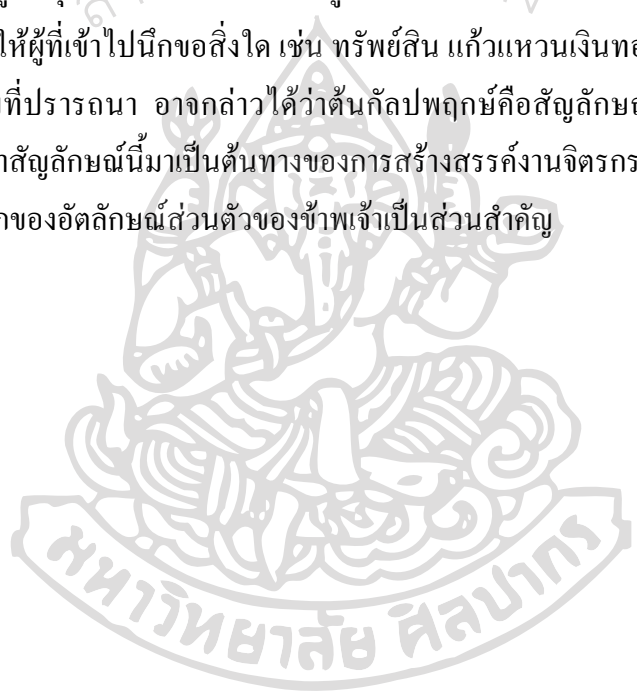 ให้ผู้ที่เข้าไปนึกขอสิ่งใด เช่น ทรัพย์สิน แก้วแหวนเงินทอ
ที่ปรารถนา อาจกล่าวได้ว่าต้นกัลปพฤกษ์คือสัญลักษณ
าสัญลักษณ์นี้มาเป็นต้นทางของการสร้างสรรค์งานจิตรกร
กของอัตลักษณ์ส่วนตัวของข้าพเจ้าเป็นส่วนสำคัญ
มหาวิทยาลัย ศิลปากร